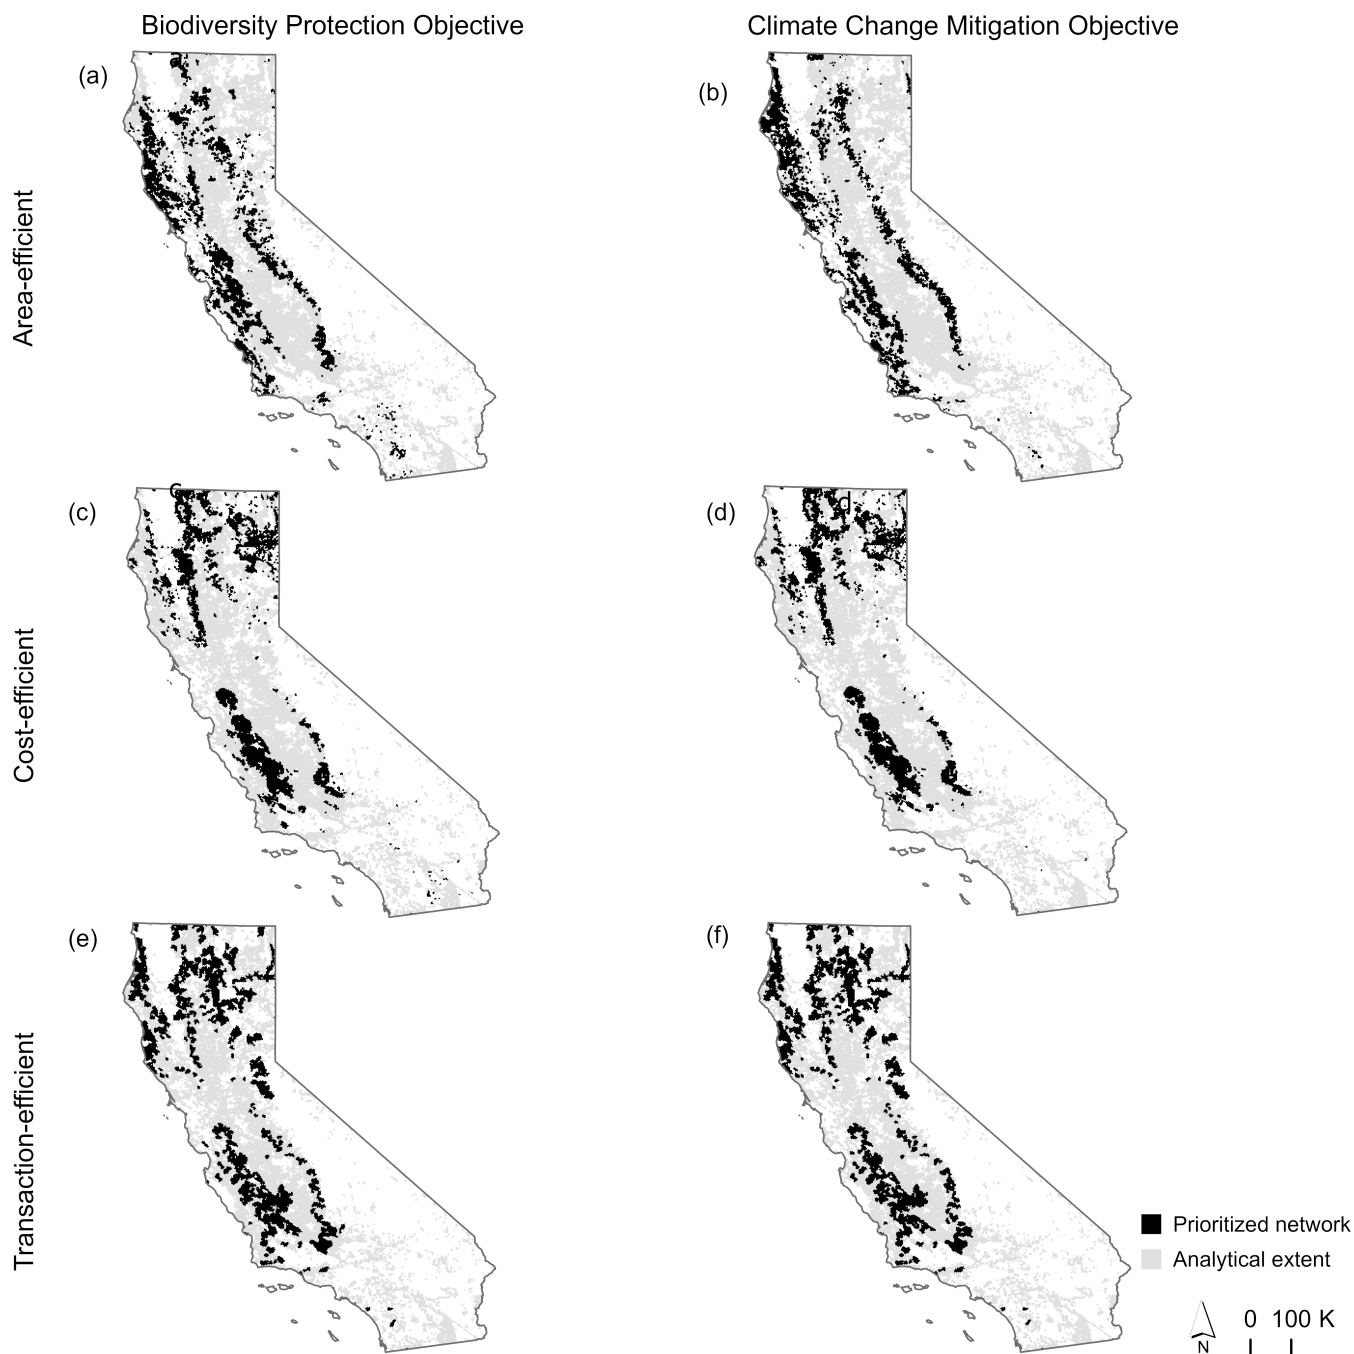 Biodiversity Protection Objective
Climate Change Mitigation Objective
(a)
(b)
Area-efficient
(c)
c
(d)
d
Cost-efficient
(e)
(f)
Transaction-efficient
Prioritized network
Analytical extent
N
0 100 K